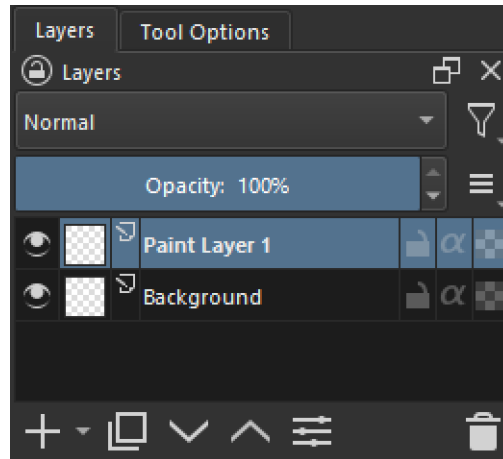 Layers Tool Options
Layers
Normal
Opacity: 100%
Paint Layer 1 α
Background α